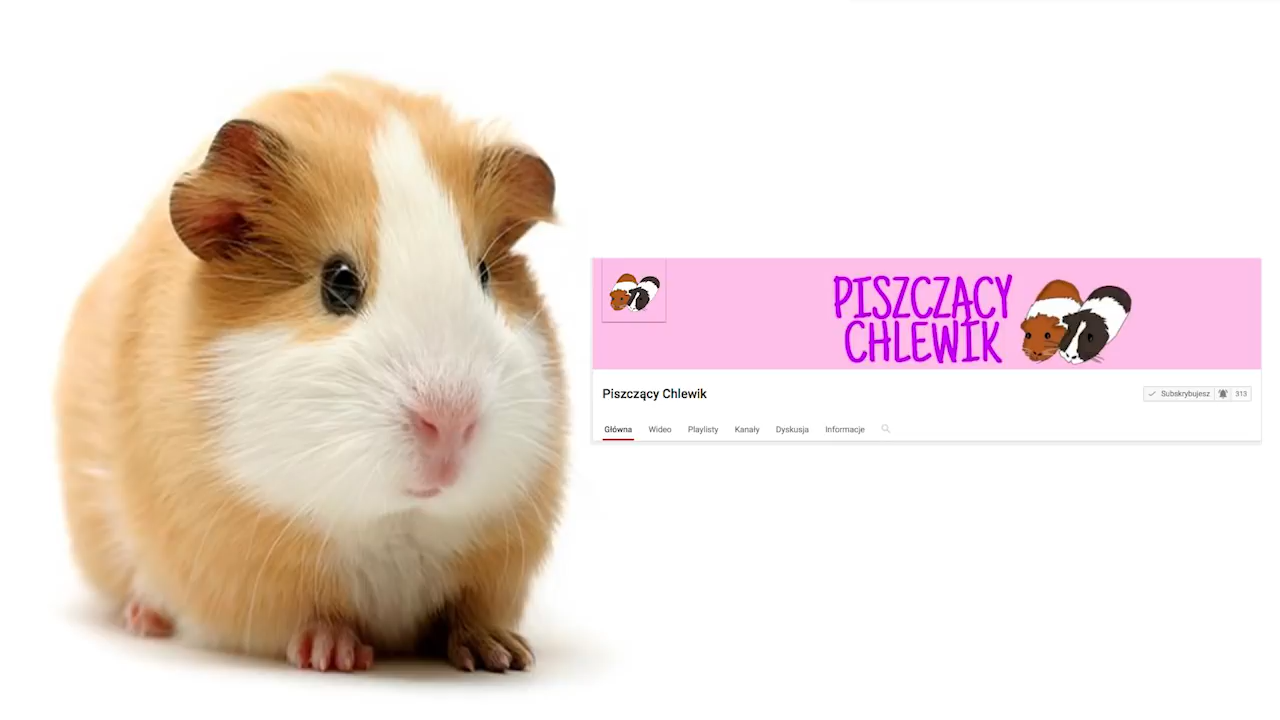 PISZCZĄCY
CHLEWIK
Piszczący Chlewik
Subskrybujesz 313
Główna Wideo Playlisty Kanały Dyskusja Informacje